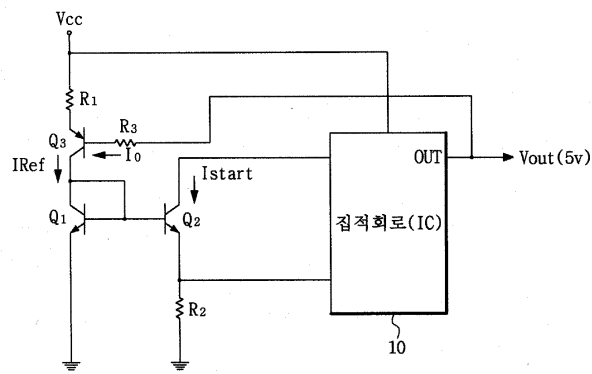 Vcc
R1
Q3
R3
I0
IRef
Istart
OUT
Vout(5v)
Q1
Q2
집적회로(IC)
R2
10